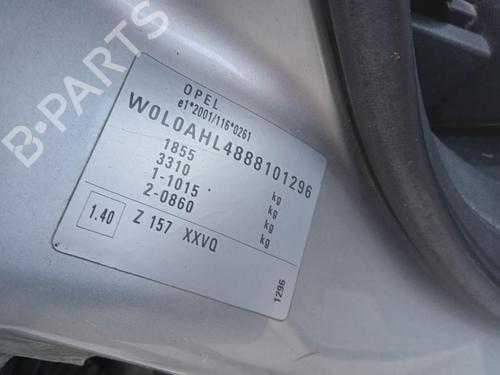 OPEL
e1*2001/116*0261
W0L0AHL4888101296
1855 kg
3310 kg
1-1015 kg
2-0860 kg
1.40 Z 157 XXVQ
1296
B-PARTS